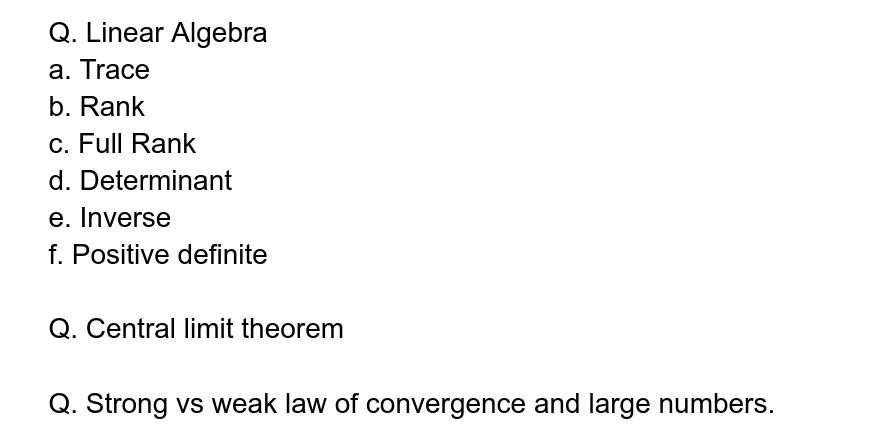 Q. Linear Algebra
a. Trace
b. Rank
c. Full Rank
d. Determinant
e. Inverse
f. Positive definite
Q. Central limit theorem
Q. Strong vs weak law of convergence and large numbers.